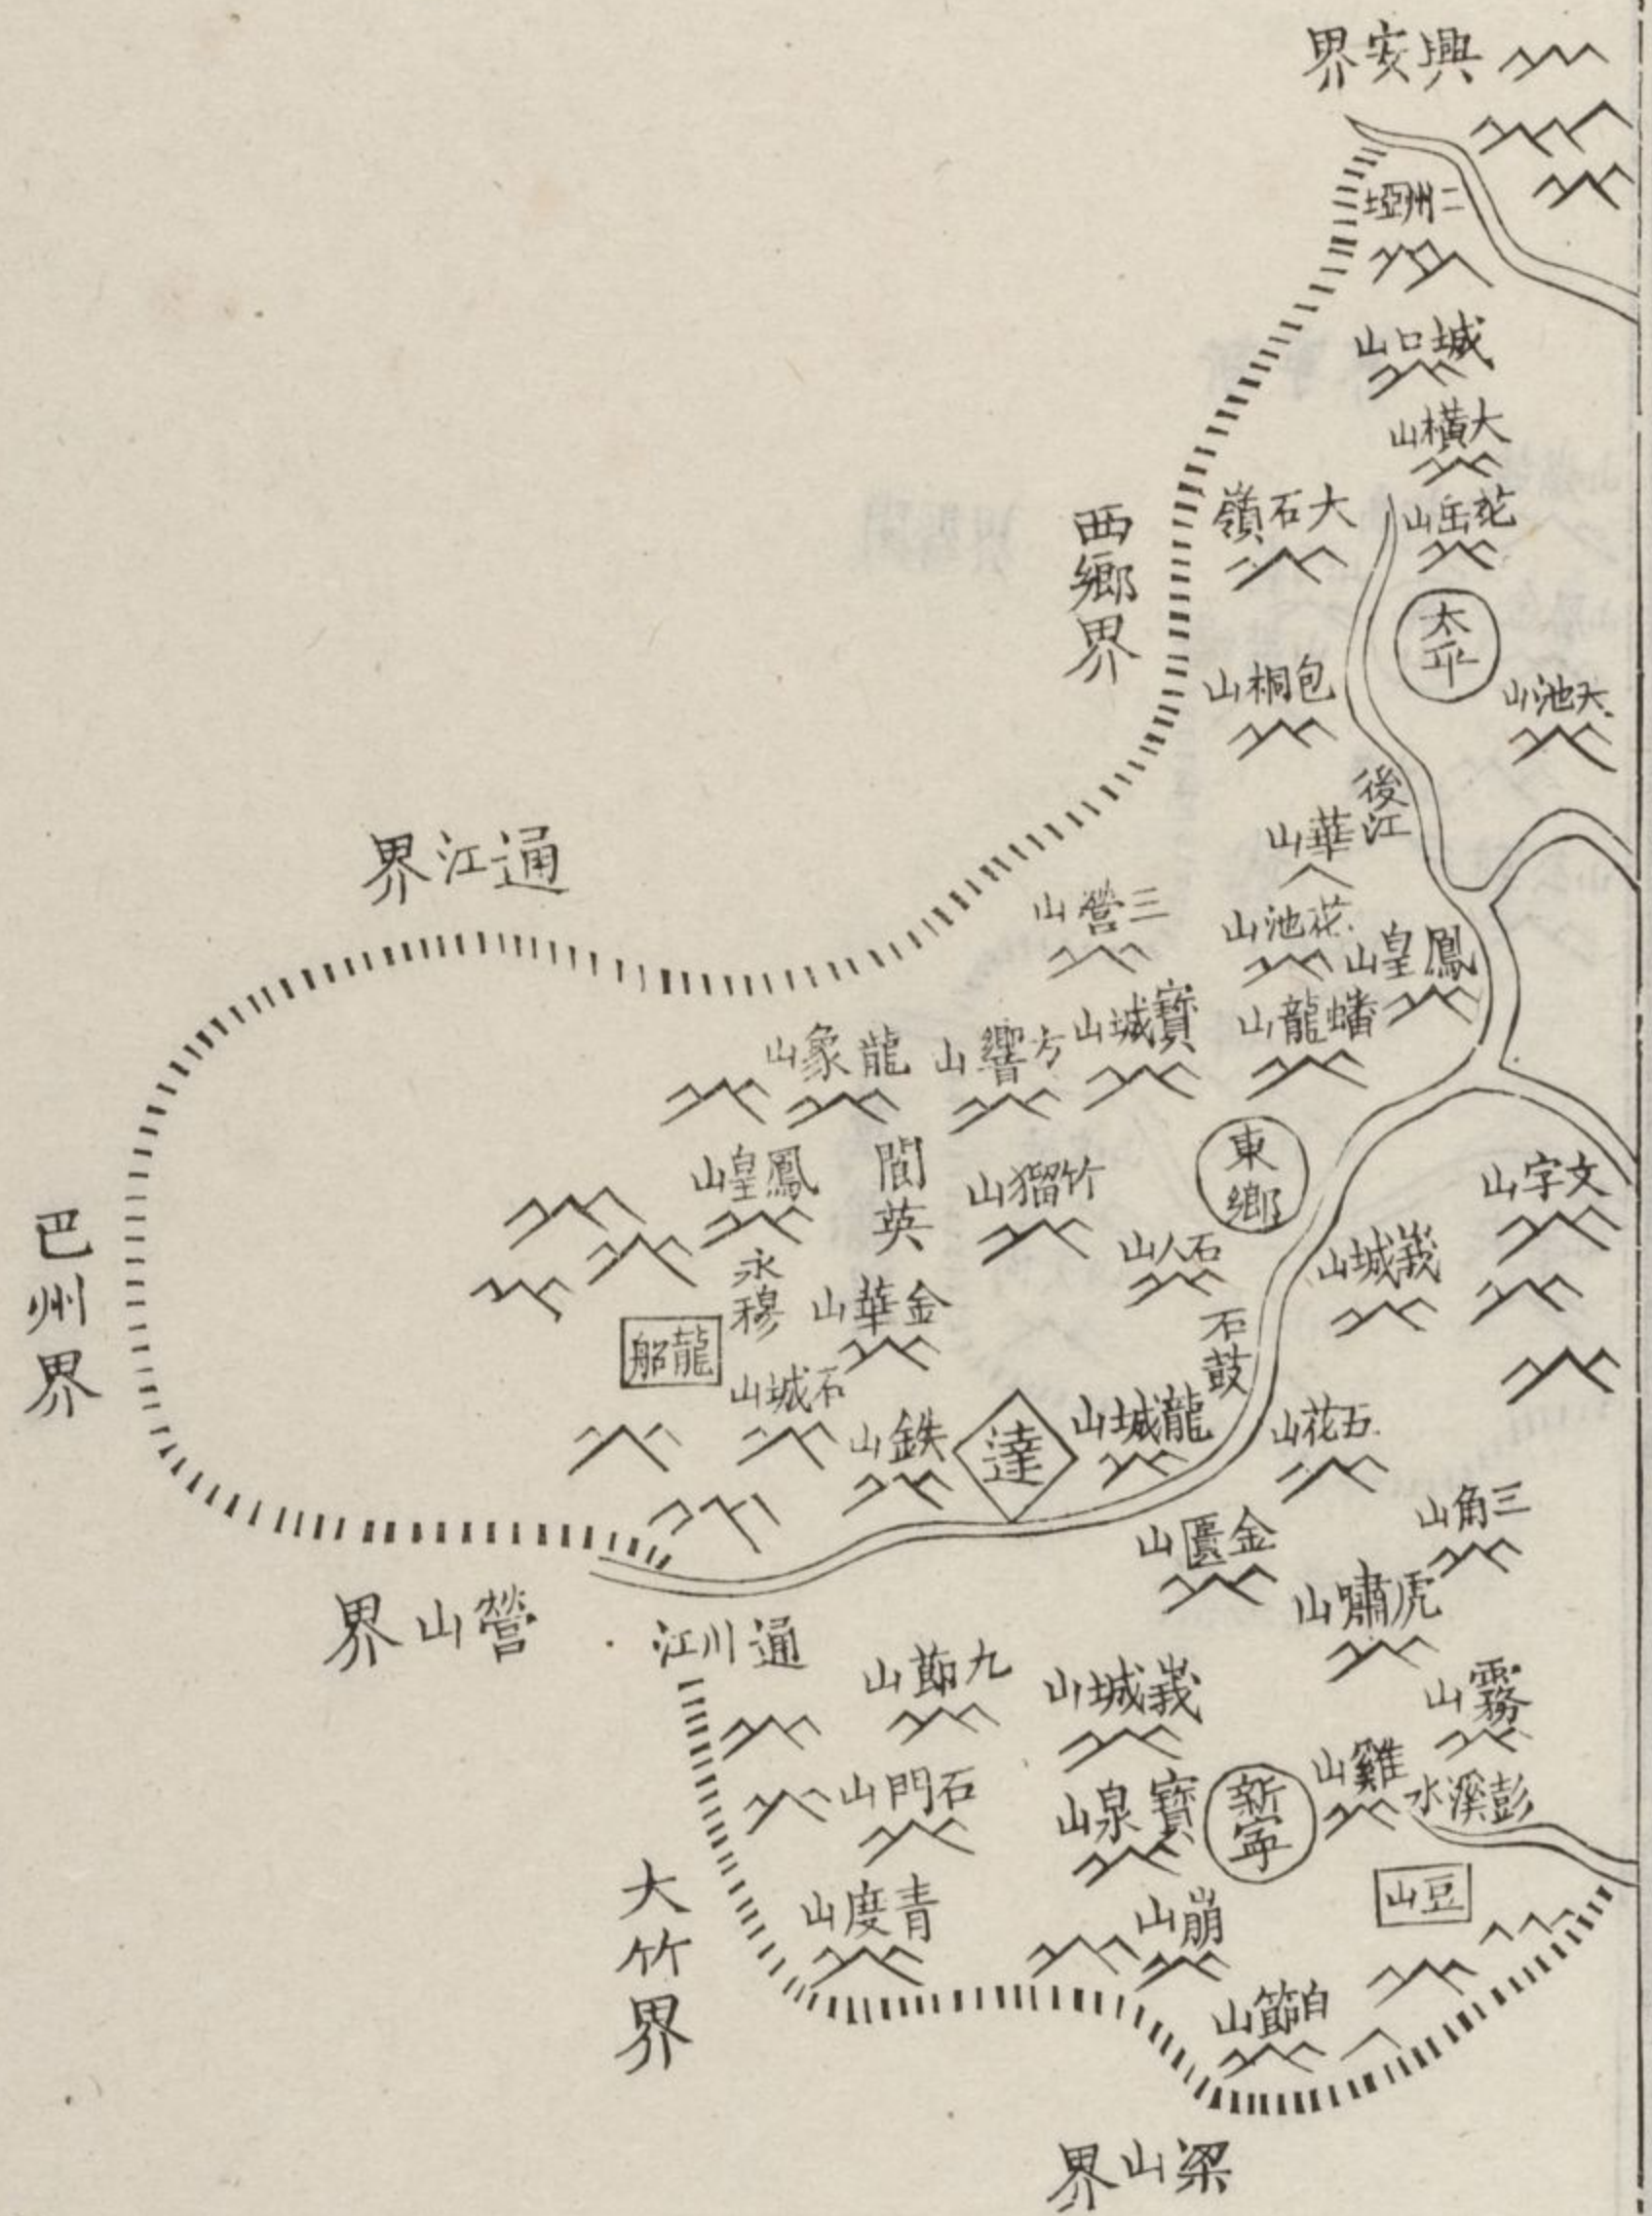 興安界
二州埡
城口山
大橫山
花缶山
大石嶺
西鄉界
太平
包桐山
天池山
後江
華山
通江界
三營山
花池山
鳳皇山
寶城山
蟠龍山
方響山
龍象山
東鄉
文字山
竹㺠山
閬英
鳳皇山
巴州界
石人山
峩城山
永穆
金華山
石鼓
龍船
石城山
鉄山
達
龍城山
五花山
三角山
金匱山
虎嘯山
營山界
通川江
九節山
峩城山
霧山
雞山
彭溪水
石門山
寶泉山
新寧
豆山
大竹界
青度山
崩山
白節山
梁山界